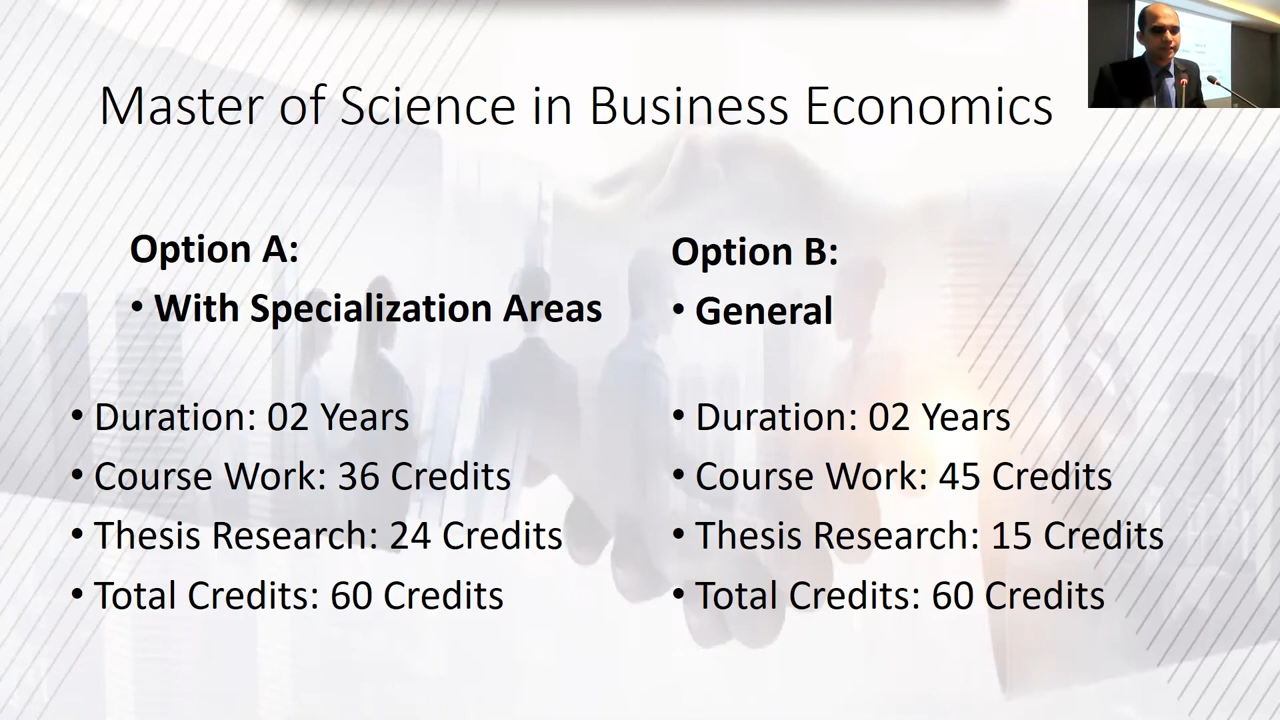 Master of Science in Business Economics
Option A:
• With Specialization Areas
• Duration: 02 Years
• Course Work: 36 Credits
• Thesis Research: 24 Credits
• Total Credits: 60 Credits
Option B:
• General
• Duration: 02 Years
• Course Work: 45 Credits
• Thesis Research: 15 Credits
• Total Credits: 60 Credits